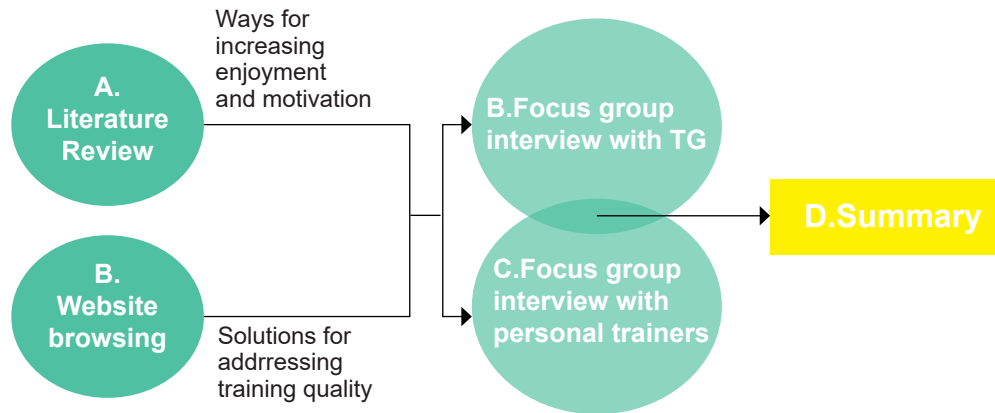 Ways for
increasing
enjoyment
and motivation
A.
Literature
Review
B.Focus group
interview with TG
D.Summary
B.
Website
browsing
C.Focus group
interview with
personal trainers
Solutions for
addrressing
training quality